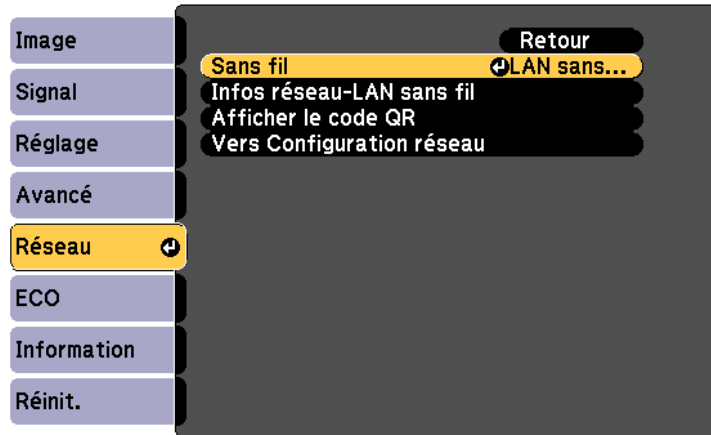 Image
Signal
Réglage
Avancé
Réseau
ECO
Information
Réinit.
Retour
Sans fil LAN sans...
Infos réseau-LAN sans fil
Afficher le code QR
Vers Configuration réseau